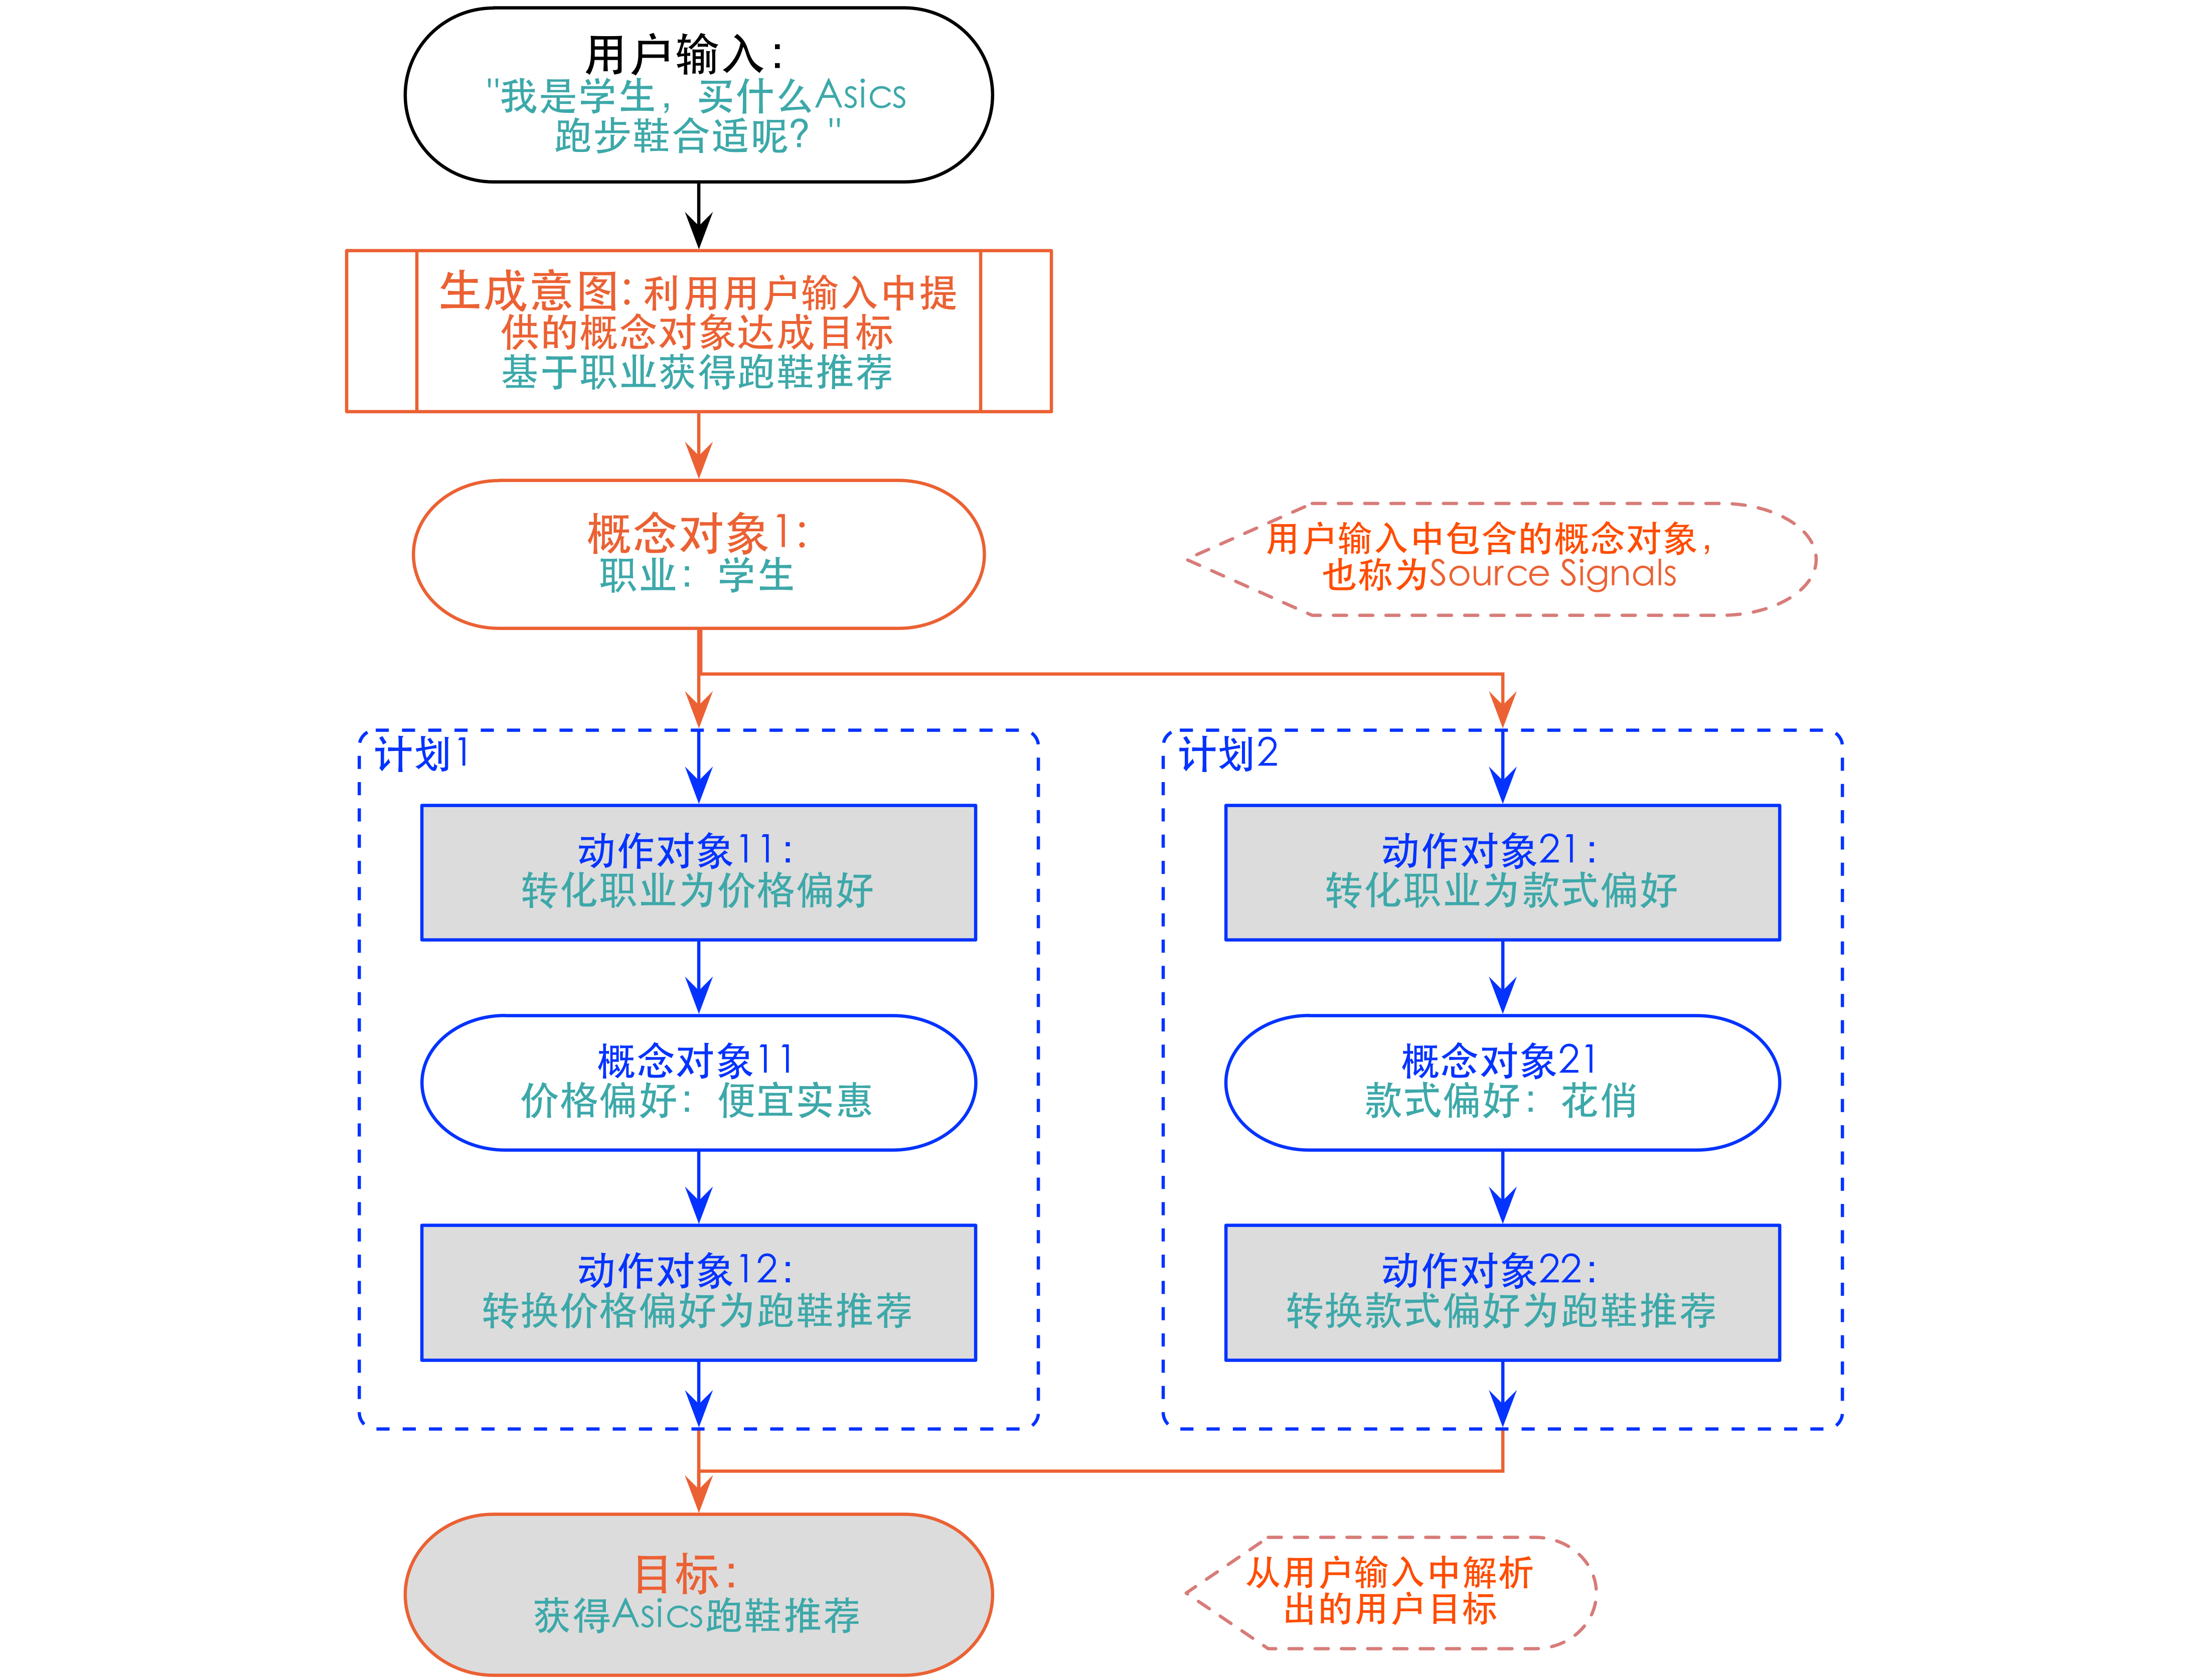 用户输入：
"我是学生，买什么Asics
跑步鞋合适呢？"
生成意图：利用用户输入中提
供的概念对象达成目标
基于职业获得跑鞋推荐
概念对象1：
职业：学生
用户输入中包含的概念对象，
也称为Source Signals
计划1
动作对象11：
转化职业为价格偏好
概念对象11
价格偏好：便宜实惠
动作对象12：
转换价格偏好为跑鞋推荐
计划2
动作对象21：
转化职业为款式偏好
概念对象21
款式偏好：花俏
动作对象22：
转换款式偏好为跑鞋推荐
目标：
获得Asics跑鞋推荐
从用户输入中解析
出的用户目标